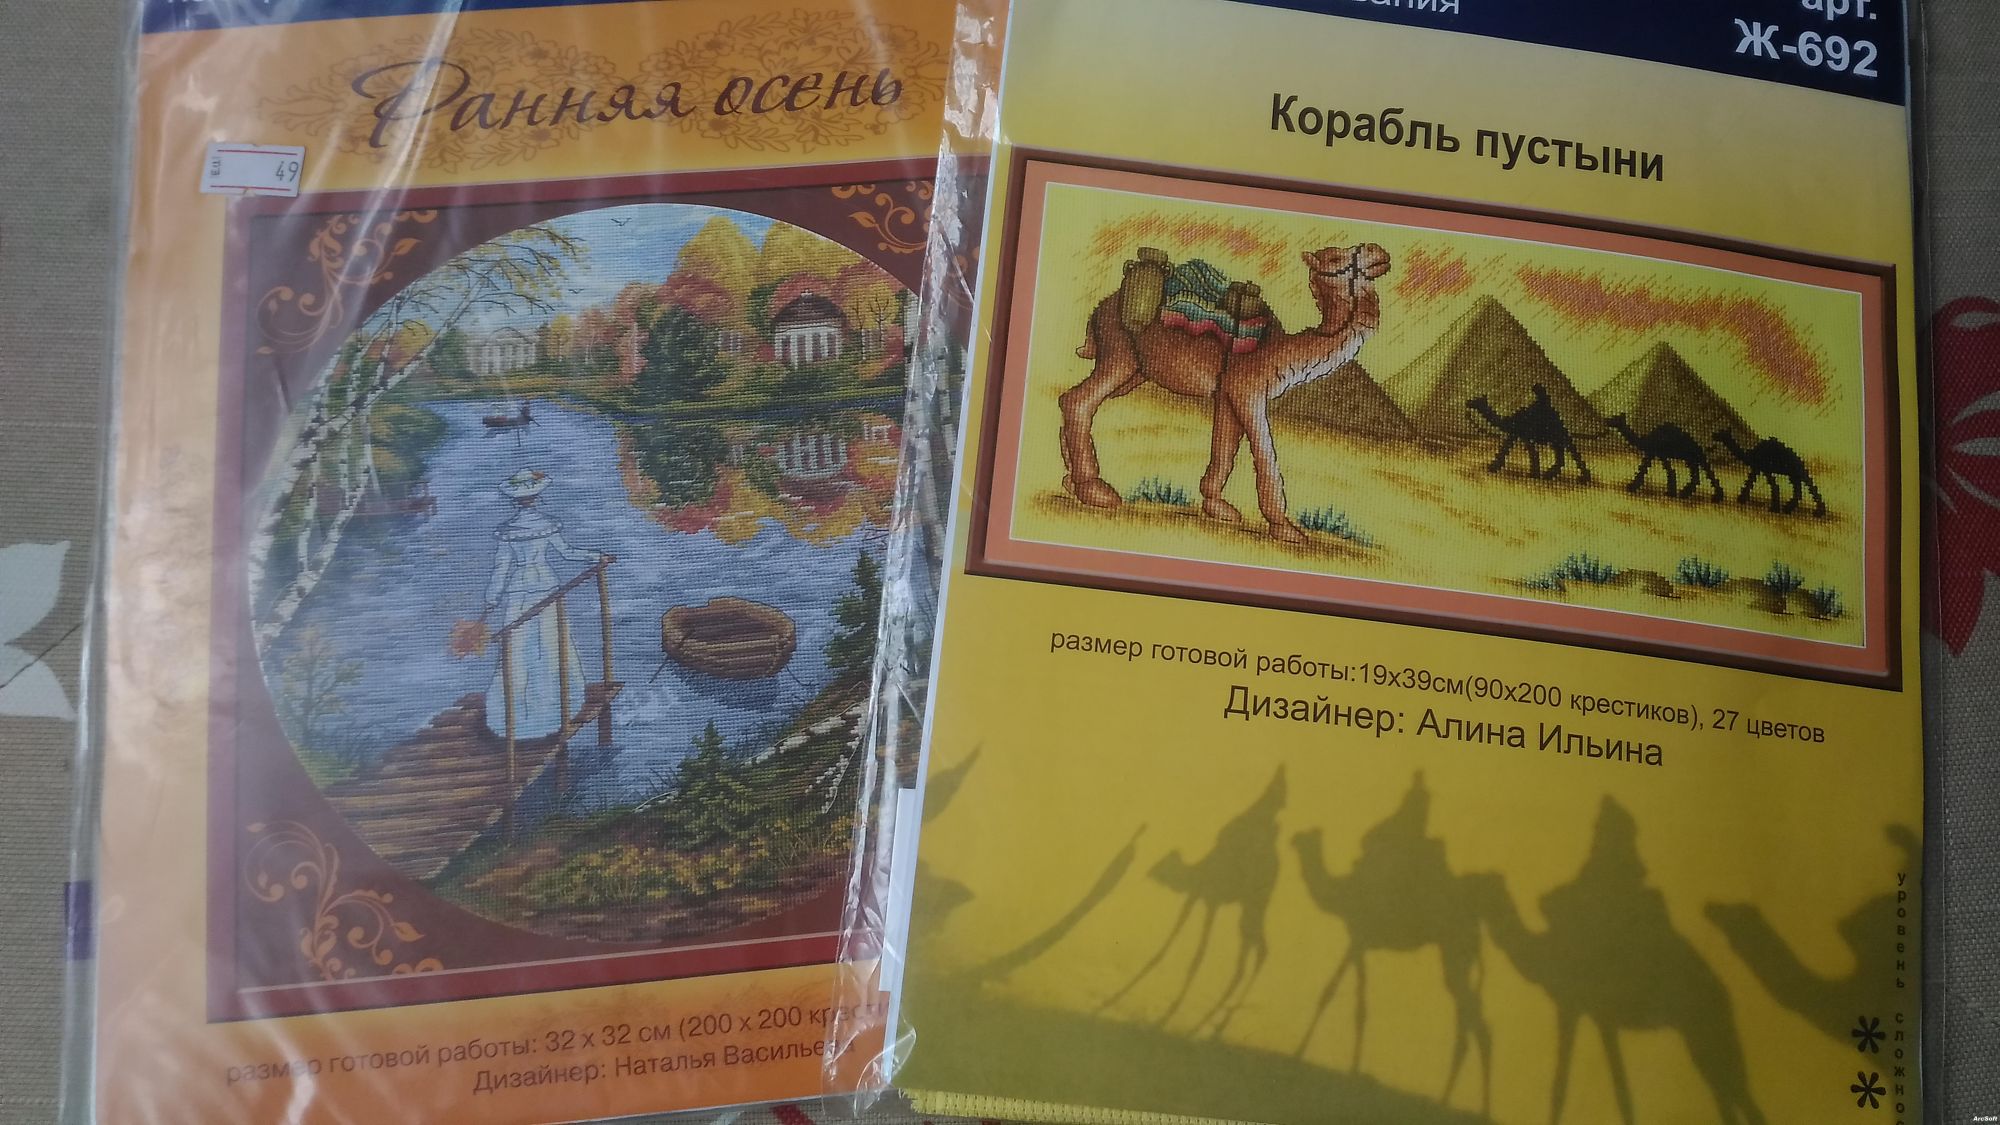 Ранняя осень
49
размер готовой работы: 32 x 32 см (200 x 200
Дизайнер: Наталья Васильева
арт.
Ж-692
Корабль пустыни
размер готовой работы:19x39см(90x200 крестиков), 27 цветов
Дизайнер: Алина Ильина
уровень
ArcSoft